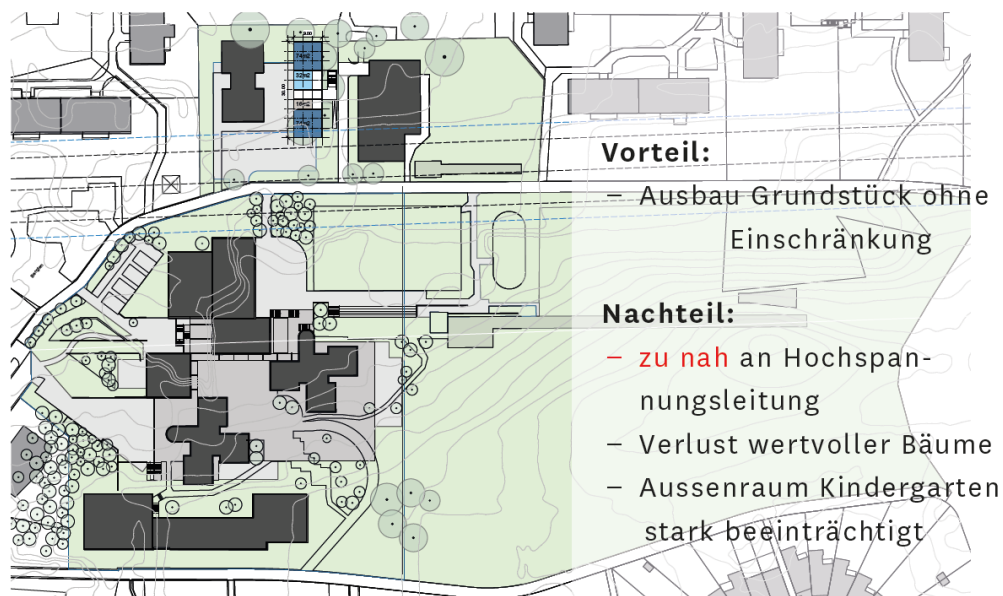 Vorteil:
– Ausbau Grundstück ohne
Einschränkung
Nachteil:
– zu nah an Hochspan-
nungsleitung
– Verlust wertvoller Bäume
– Aussenraum Kindergarten
stark beeinträchtigt